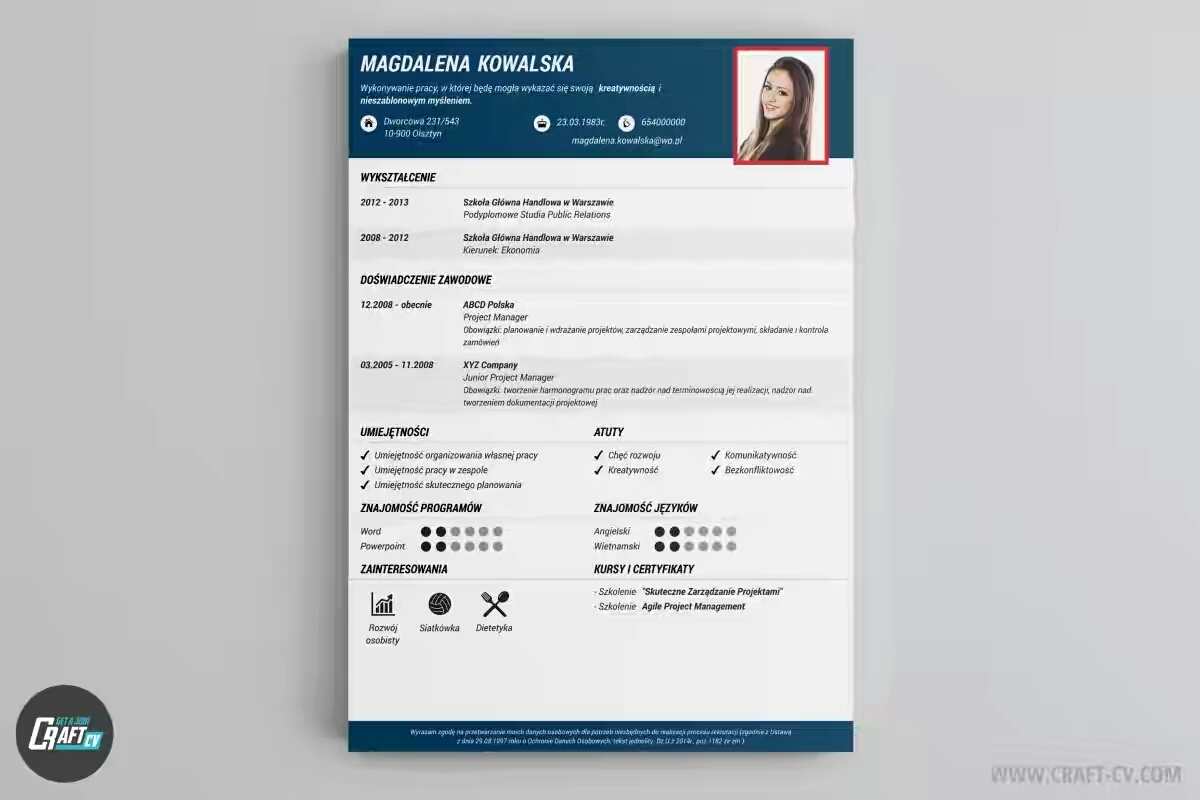 MAGDALENA KOWALSKA
Wykonywanie pracy, w której będę mogła wykazać się swoją kreatywnością i
nieszablonowym myśleniem.
Dworcowa 231/543
10-900 Olsztyn
23.03.1983r.
654000000
magdalena.kowalska@wo.pl
WYKSZTAŁCENIE
2012 - 2013 Szkoła Główna Handlowa w Warszawie
Podyplomowe Studia Public Relations
2008 - 2012 Szkoła Główna Handlowa w Warszawie
Kierunek: Ekonomia
DOŚWIADCZENIE ZAWODOWE
12.2008 - obecnie ABCD Polska
Project Manager
Obowiązki: planowanie i wdrażanie projektów, zarządzanie zespołami projektowymi, składanie i kontrola
zamówień
03.2005 - 11.2008 XYZ Company
Junior Project Manager
Obowiązki: tworzenie harmonogramu prac oraz nadzór nad terminowością jej realizacji, nadzór nad
tworzeniem dokumentacji projektowej
UMIEJĘTNOŚCI
Umiejętność organizowania własnej pracy
Umiejętność pracy w zespole
Umiejętność skutecznego planowania
ATUTY
Chęć rozwoju
Komunikatywność
Kreatywność
Bezkonfliktowość
ZNAJOMOŚĆ PROGRAMÓW
Word
Powerpoint
ZNAJOMOŚĆ JĘZYKÓW
Angielski
Wietnamski
ZAINTERESOWANIA
Rozwój
osobisty
Siatkówka
Dietetyka
KURSY I CERTYFIKATY
- Szkolenie "Skuteczne Zarządzanie Projektami"
- Szkolenie Agile Project Management
Wyrażam zgodę na przetwarzanie moich danych osobowych dla potrzeb niezbędnych do realizacji procesu rekrutacji (zgodnie z Ustawą
z dnia 29.08.1997 roku o Ochronie Danych Osobowych; tekst jednolity: Dz.U.z 2014r., poz.1182 ze zm.)
GET A JOB!
CRAFT CV
WWW.CRAFT-CV.COM